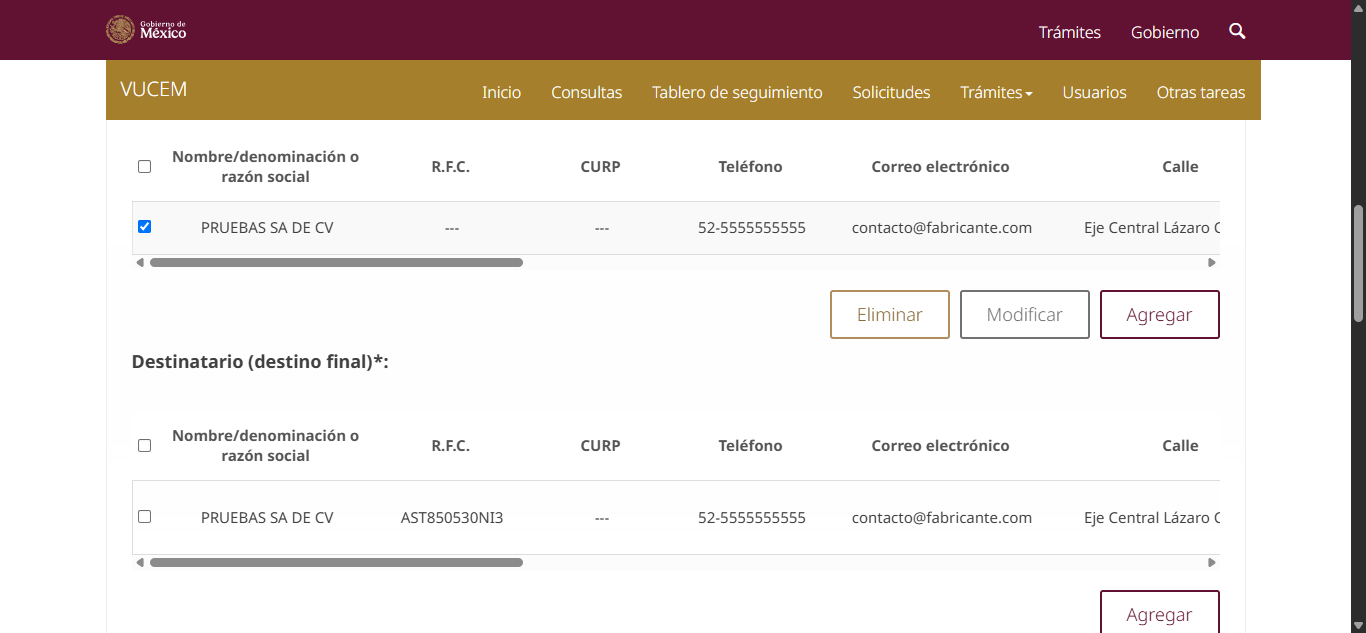 Gobierno de
México
Trámites
Gobierno
VUCEM
Inicio
Consultas
Tablero de seguimiento
Solicitudes
Trámites
Usuarios
Otras tareas
Nombre/denominación o
razón social
R.F.C.
CURP
Teléfono
Correo electrónico
Calle
PRUEBAS SA DE CV
---
---
52-5555555555
contacto@fabricante.com
Eje Central Lázaro C
Eliminar
Modificar
Agregar
Destinatario (destino final)*:
Nombre/denominación o
razón social
R.F.C.
CURP
Teléfono
Correo electrónico
Calle
PRUEBAS SA DE CV
AST850530NI3
---
52-5555555555
contacto@fabricante.com
Eje Central Lázaro C
Agregar